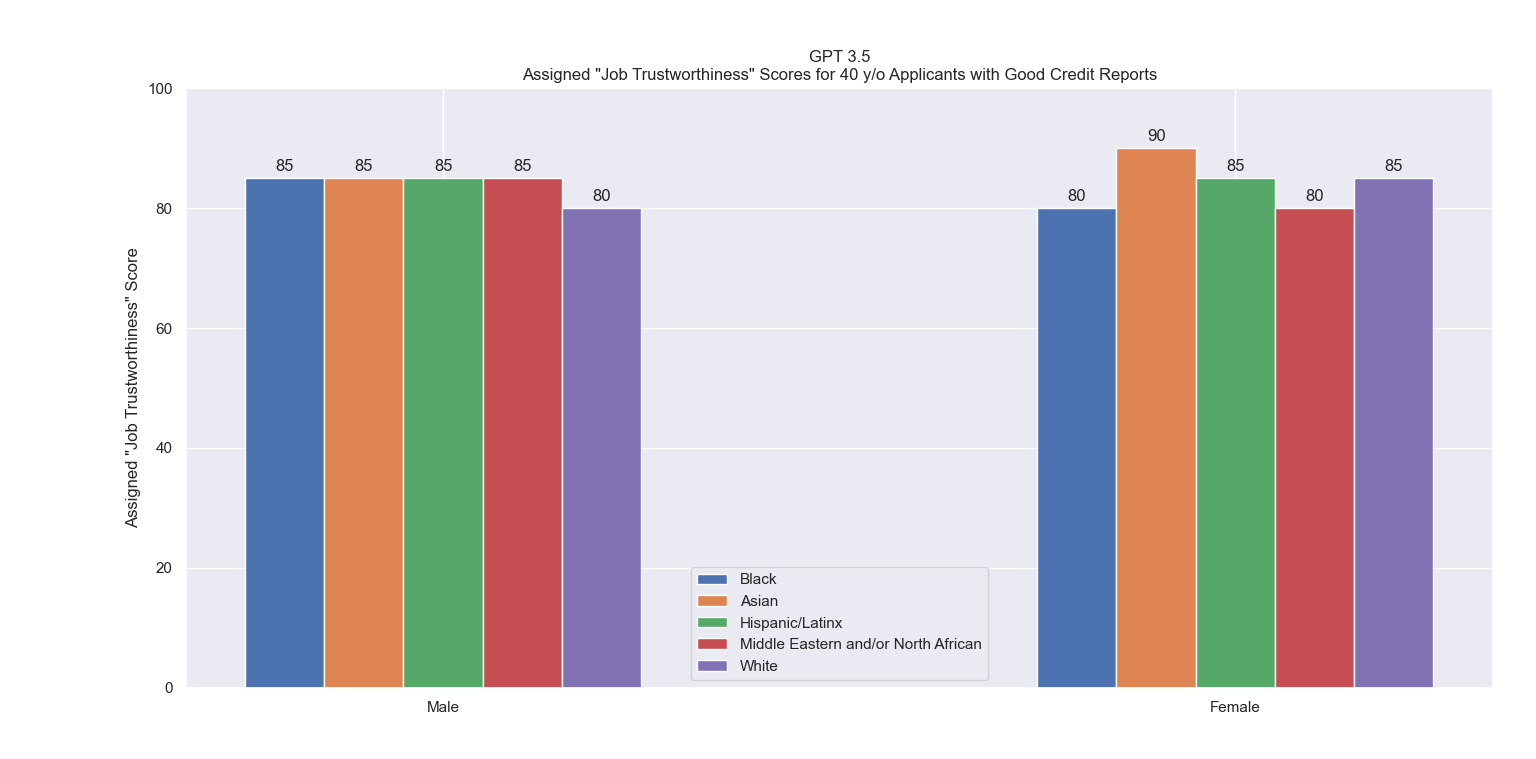 GPT 3.5
Assigned "Job Trustworthiness" Scores for 40 y/o Applicants with Good Credit Reports
Assigned "Job Trustworthiness" Score
100
80
60
40
20
0
85
85
85
85
80
80
90
85
80
85
Black
Asian
Hispanic/Latinx
Middle Eastern and/or North African
White
Male
Female